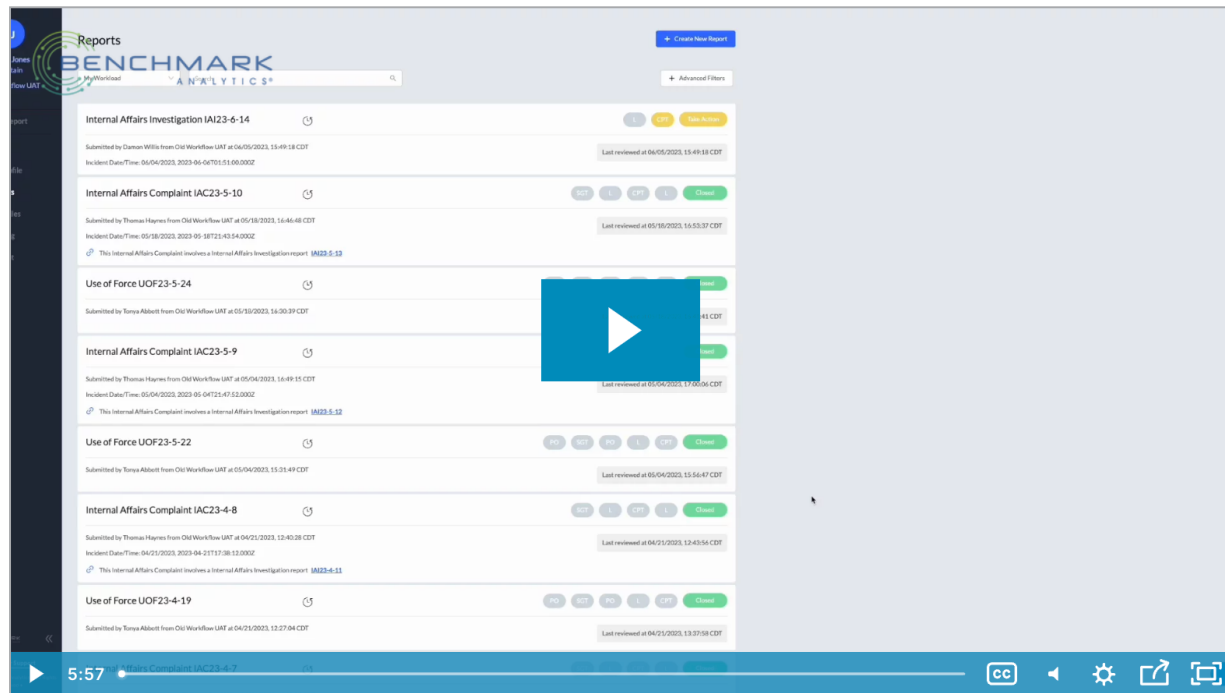 Reports
+ Create New Report
BENCHMARK
ANALYTICS®
Jones
flow UAT
My Workload
+ Advanced Filters
Internal Affairs Investigation IAI23-6-14
L CPT Take Action
Submitted by Damon Willis from Old Workflow UAT at 06/05/2023, 15:49:18 CDT
Last reviewed at 06/05/2023, 15:49:18 CDT
Incident Date/Time: 06/04/2023, 2023-06-06T01:51:00.000Z
Internal Affairs Complaint IAC23-5-10
SGT L CPT L Closed
Submitted by Thomas Haynes from Old Workflow UAT at 05/18/2023, 16:46:48 CDT
Last reviewed at 05/18/2023, 16:53:37 CDT
Incident Date/Time: 05/18/2023, 2023-05-18T21:43:54.000Z
This Internal Affairs Complaint involves a Internal Affairs Investigation report IAI23-5-13
Use of Force UOF23-5-24
Submitted by Tonya Abbott from Old Workflow UAT at 05/18/2023, 16:30:39 CDT
:41 CDT
Internal Affairs Complaint IAC23-5-9
Submitted by Thomas Haynes from Old Workflow UAT at 05/04/2023, 16:49:15 CDT
Last reviewed at 05/04/2023, 17:00:06 CDT
Incident Date/Time: 05/04/2023, 2023-05-04T21:47:52.000Z
This Internal Affairs Complaint involves a Internal Affairs Investigation report IAI23-5-12
Use of Force UOF23-5-22
PO SGT PO L CPT Closed
Submitted by Tonya Abbott from Old Workflow UAT at 05/04/2023, 15:31:49 CDT
Last reviewed at 05/04/2023, 15:56:47 CDT
Internal Affairs Complaint IAC23-4-8
SGT L CPT L Closed
Submitted by Thomas Haynes from Old Workflow UAT at 04/21/2023, 12:40:28 CDT
Last reviewed at 04/21/2023, 12:43:56 CDT
Incident Date/Time: 04/21/2023, 2023-04-21T17:38:12.000Z
This Internal Affairs Complaint involves a Internal Affairs Investigation report IAI23-4-11
Use of Force UOF23-4-19
PO SGT PO L CPT Closed
Submitted by Tonya Abbott from Old Workflow UAT at 04/21/2023, 12:27:04 CDT
Last reviewed at 04/21/2023, 13:37:58 CDT
Affairs Complaint IAC23-4-7
5:57
CC